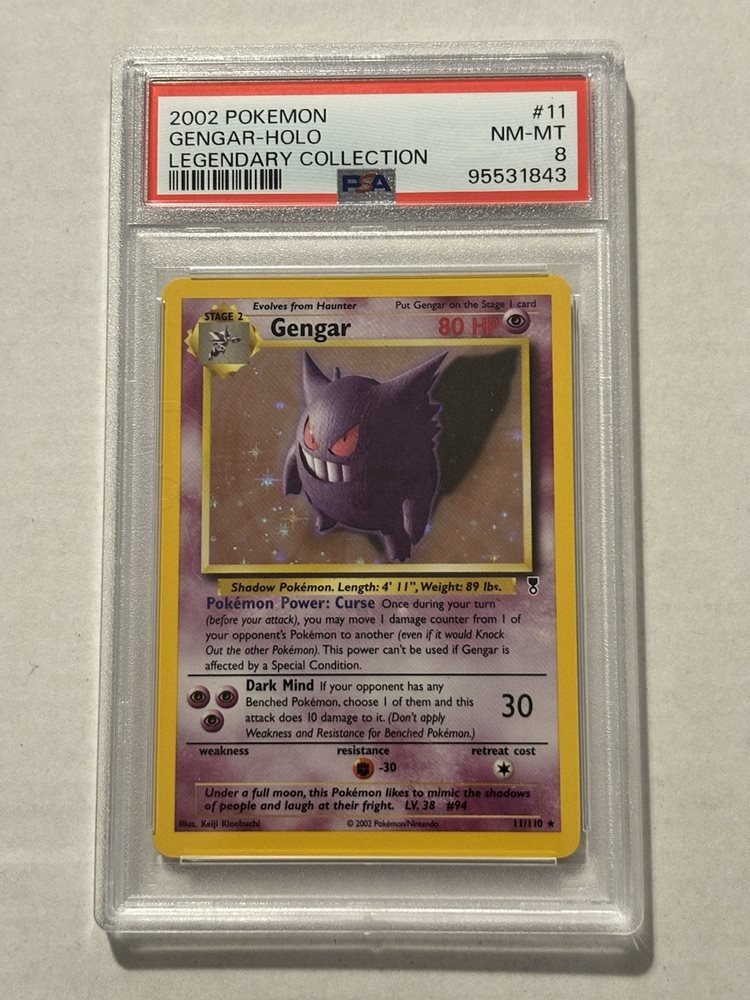 2002 POKEMON #11
GENGAR-HOLO NM-MT
LEGENDARY COLLECTION 8
PSA 95531843
Evolves from Haunter Put Gengar on the Stage 1 card
STAGE 2 Gengar 80 HP
Shadow Pokémon. Length: 4' 11", Weight: 89 lbs.
Pokémon Power: Curse Once during your turn
(before your attack), you may move 1 damage counter from 1 of
your opponent's Pokémon to another (even if it would Knock
Out the other Pokémon). This power can't be used if Gengar is
affected by a Special Condition.
Dark Mind If your opponent has any
Benched Pokémon, choose 1 of them and this
attack does 10 damage to it. (Don't apply
Weakness and Resistance for Benched Pokémon.)
30
weakness resistance retreat cost
-30
Under a full moon, this Pokémon likes to mimic the shadows
of people and laugh at their fright. LV. 38 #94
Illus. Keiji Kinebuchi © 2002 Pokémon/Nintendo 11/110 ★